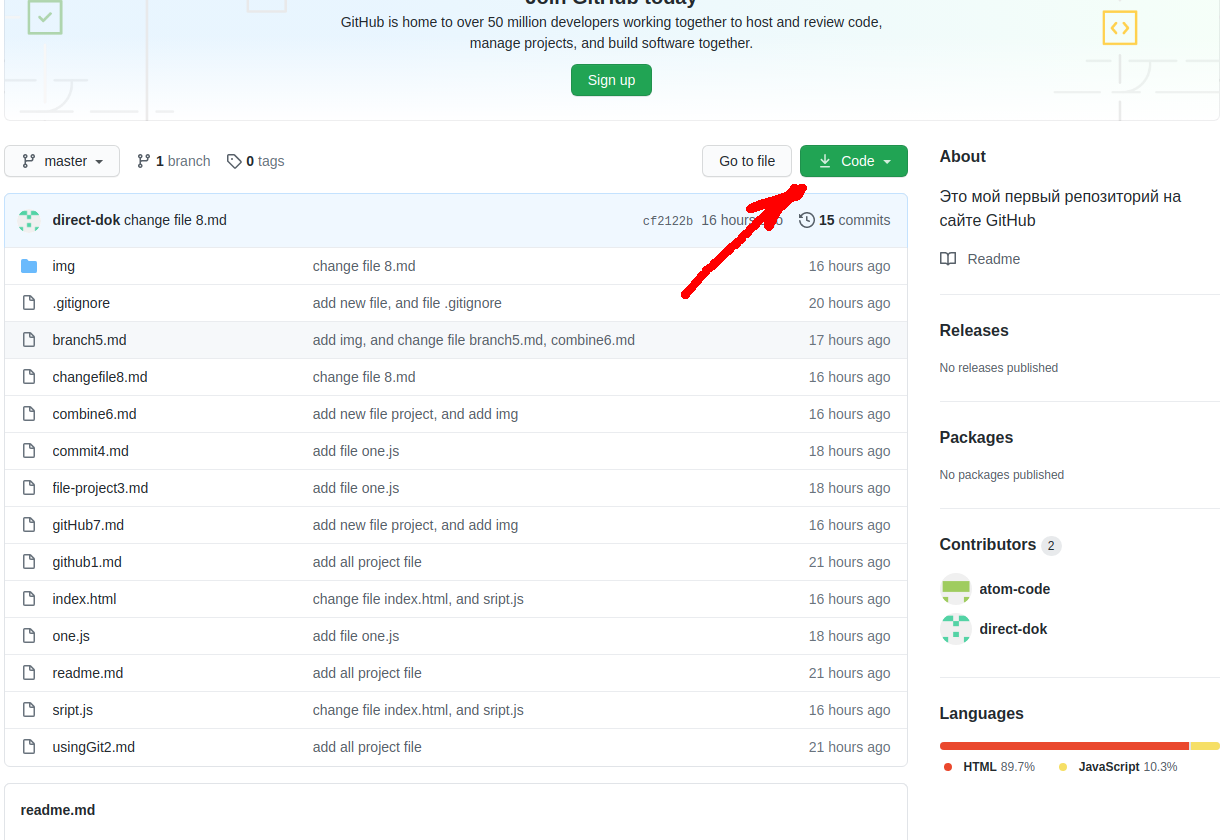 Join GitHub today
GitHub is home to over 50 million developers working together to host and review code,
manage projects, and build software together.
Sign up
master 1 branch 0 tags Go to file Code
direct-dok change file 8.md cf2122b 16 hours 15 commits
img change file 8.md 16 hours ago
.gitignore add new file, and file .gitignore 20 hours ago
branch5.md add img, and change file branch5.md, combine6.md 17 hours ago
changefile8.md change file 8.md 16 hours ago
combine6.md add new file project, and add img 16 hours ago
commit4.md add file one.js 18 hours ago
file-project3.md add file one.js 18 hours ago
gitHub7.md add new file project, and add img 16 hours ago
github1.md add all project file 21 hours ago
index.html change file index.html, and sript.js 16 hours ago
one.js add file one.js 18 hours ago
readme.md add all project file 21 hours ago
sript.js change file index.html, and sript.js 16 hours ago
usingGit2.md add all project file 21 hours ago
readme.md
About
Это мой первый репозиторий на
сайте GitHub
Readme
Releases
No releases published
Packages
No packages published
Contributors 2
atom-code
direct-dok
Languages
HTML 89.7% JavaScript 10.3%